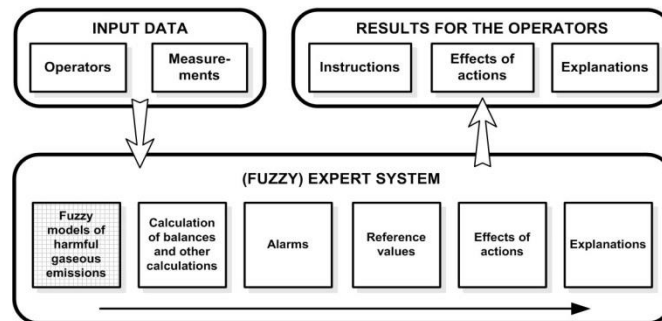 INPUT DATA
Operators
Measure-
ments
RESULTS FOR THE OPERATORS
Instructions
Effects of
actions
Explanations
(FUZZY) EXPERT SYSTEM
Fuzzy
models of
harmful
gaseous
emissions
Calculation
of balances
and other
calculations
Alarms
Reference
values
Effects of
actions
Explanations